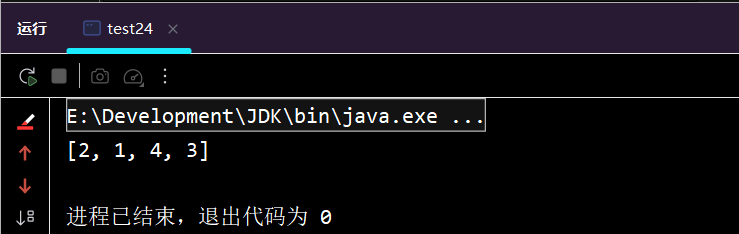 运行 test24
E:\Development\JDK\bin\java.exe ...
[2, 1, 4, 3]
进程已结束，退出代码为 0